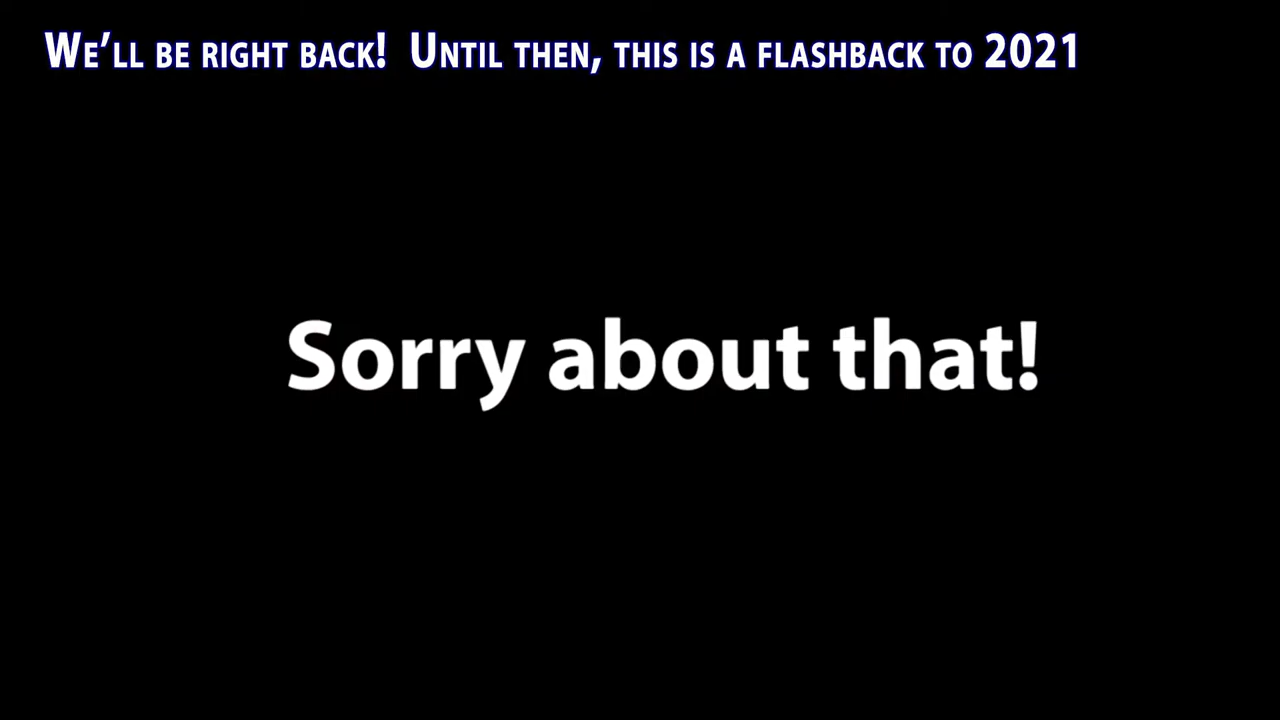 We’ll be right back!  Until then, this is a flashback to 2021
Sorry about that!